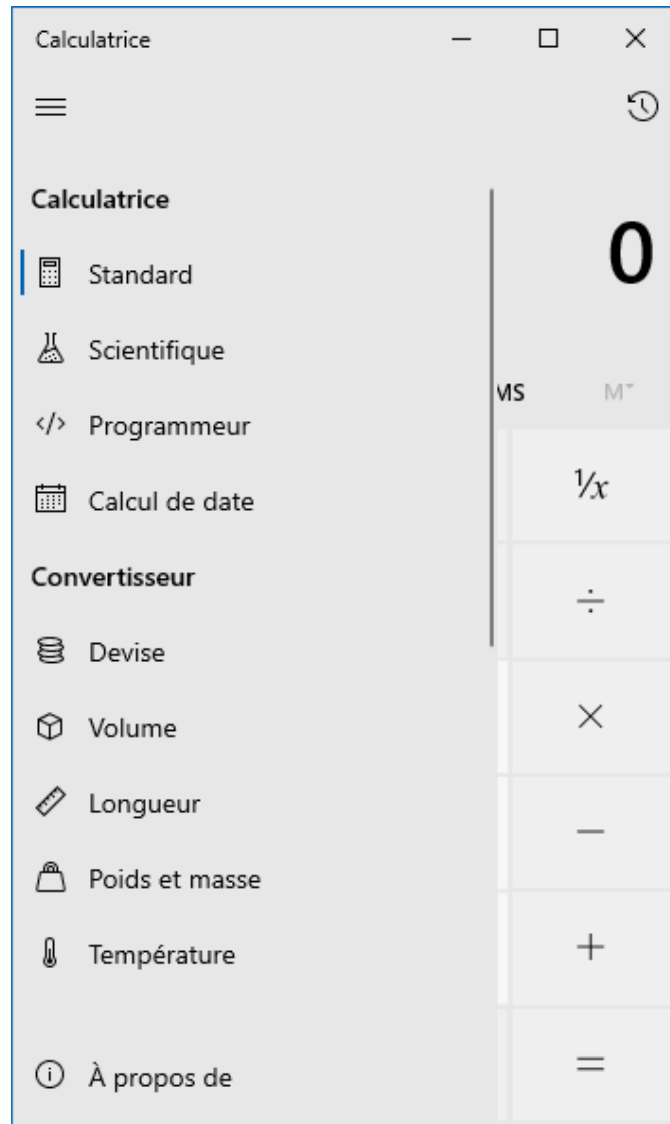 Calculatrice
Calculatrice
0
Standard
Scientifique
MS M
Programmeur
1/x
Calcul de date
Convertisseur
÷
Devise
Volume
×
Longueur
−
Poids et masse
Température
+
À propos de
=